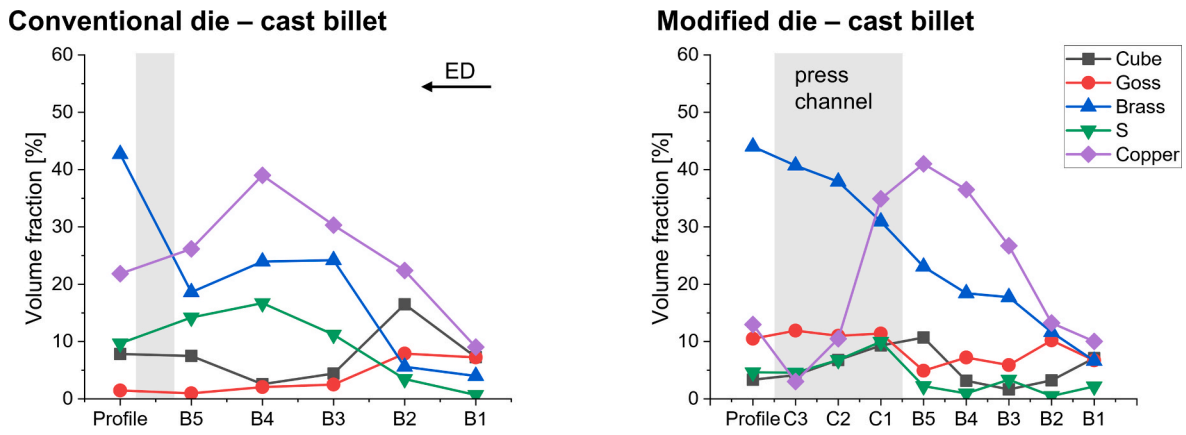 Conventional die – cast billet
Volume fraction [%]
60
50
40
30
20
10
0
ED
Profile B5 B4 B3 B2 B1
Modified die – cast billet
Volume fraction [%]
60
50
40
30
20
10
0
press
channel
Profile C3 C2 C1 B5 B4 B3 B2 B1
Cube
Goss
Brass
S
Copper